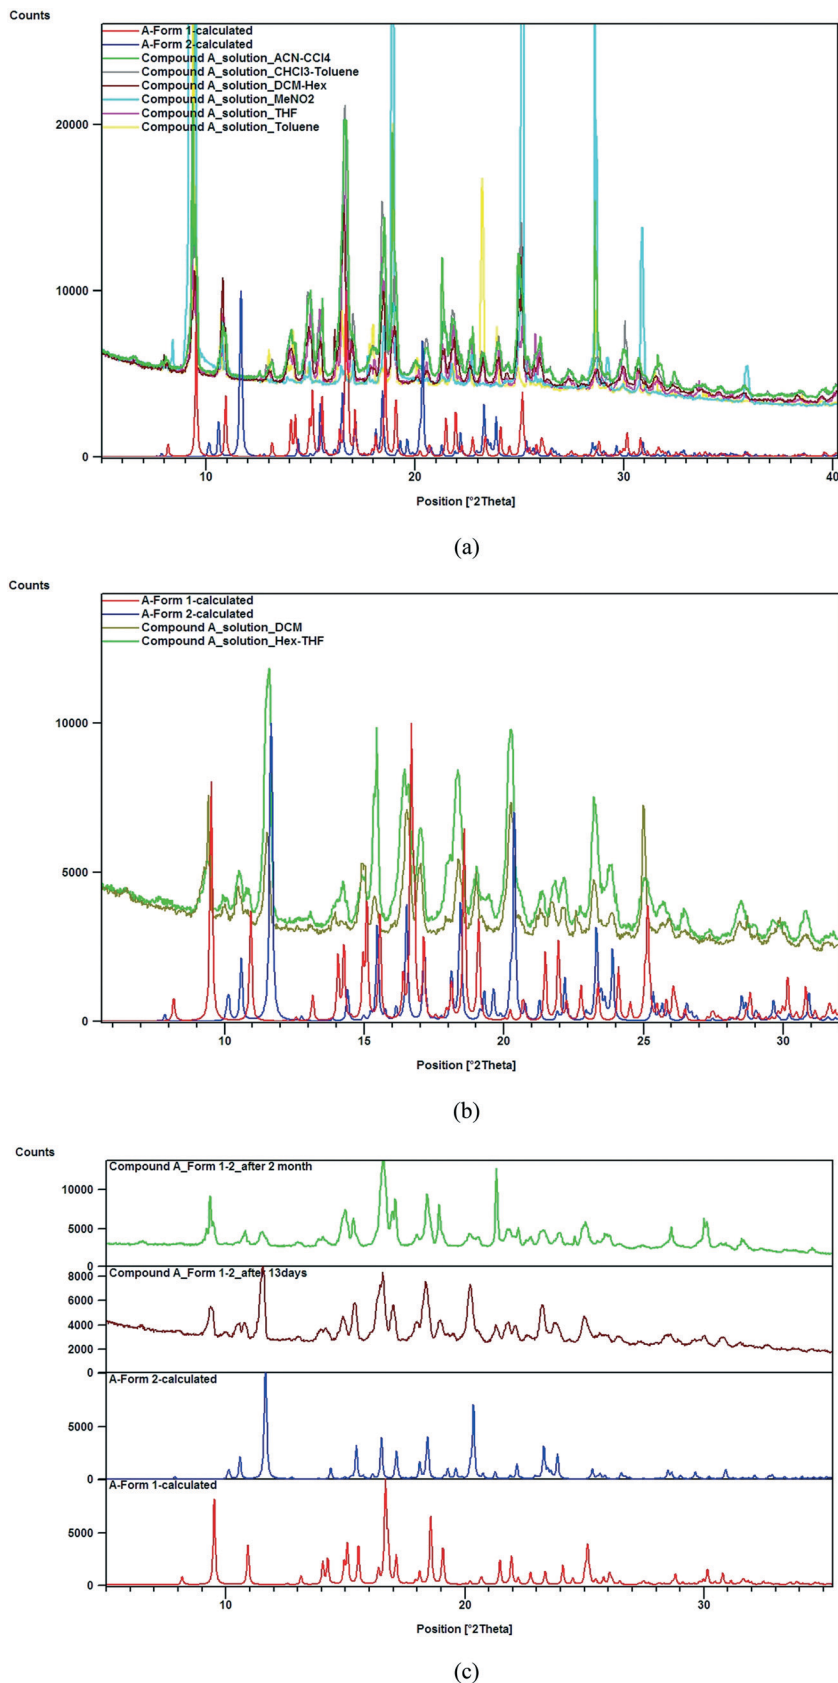 Counts
A-Form 1-calculated
A-Form 2-calculated
Compound A_solution_ACN-CCl4
Compound A_solution_CHCl3-Toluene
Compound A_solution_DCM-Hex
Compound A_solution_MeNO2
Compound A_solution_THF
Compound A_solution_Toluene
20000
10000
0
10 20 30 40
Position [°2Theta]
(a)
Counts
A-Form 1-calculated
A-Form 2-calculated
Compound A_solution_DCM
Compound A_solution_Hex-THF
10000
5000
0
10 15 20 25 30
Position [°2Theta]
(b)
Counts
Compound A_Form 1-2_after 2 month
10000
5000
0
Compound A_Form 1-2_after 13days
8000
6000
4000
2000
0
A-Form 2-calculated
5000
0
A-Form 1-calculated
5000
0
10 20 30
Position [°2Theta]
(c)